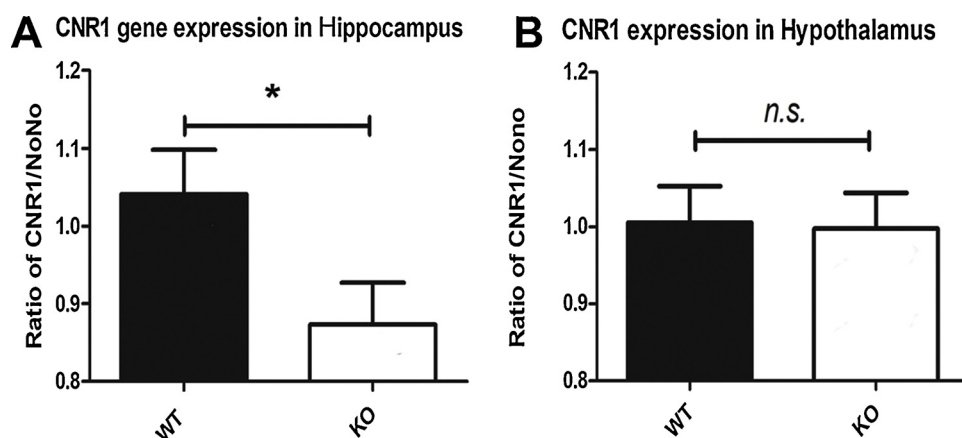 A CNR1 gene expression in Hippocampus
Ratio of CNR1/NoNo
1.2
1.1
1.0
0.9
0.8
*
WT
KO
B CNR1 expression in Hypothalamus
Ratio of CNR1/Nono
1.2
1.1
1.0
0.9
0.8
n.s.
WT
KO